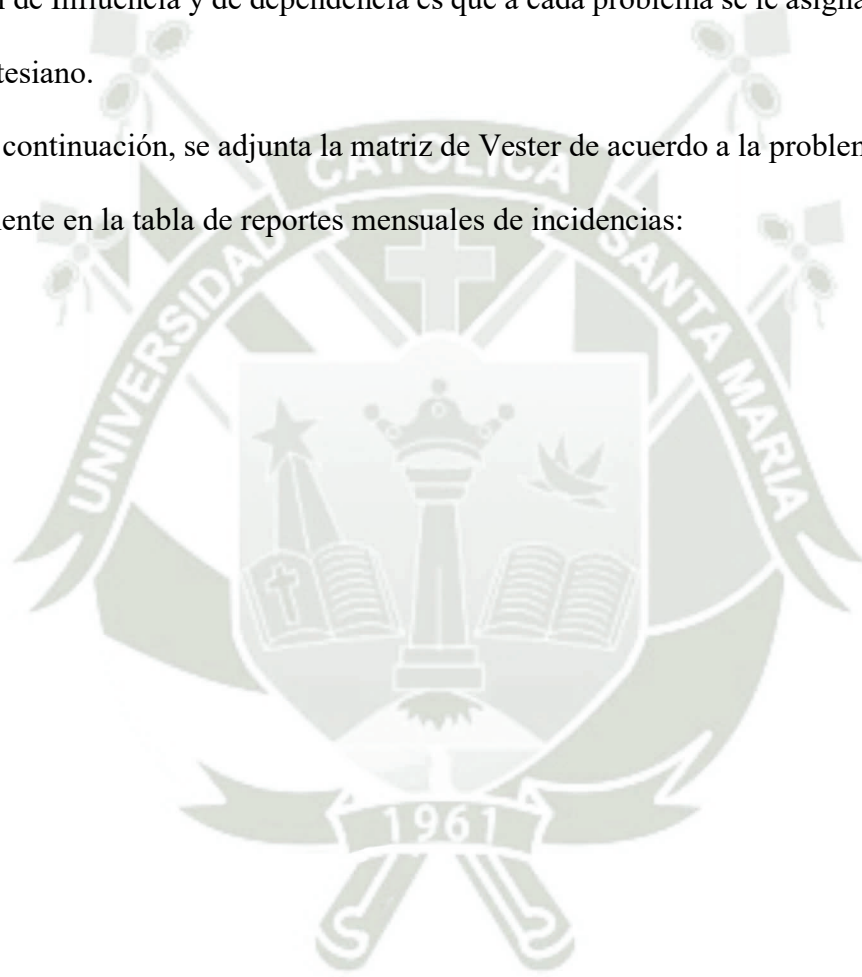 de Influencia y de dependencia es que a cada problema se le asigna
tesiano.
continuación, se adjunta la matriz de Vester de acuerdo a la problem
ente en la tabla de reportes mensuales de incidencias:
UNIVERSIDAD CATOLICA SANTA MARIA
1961